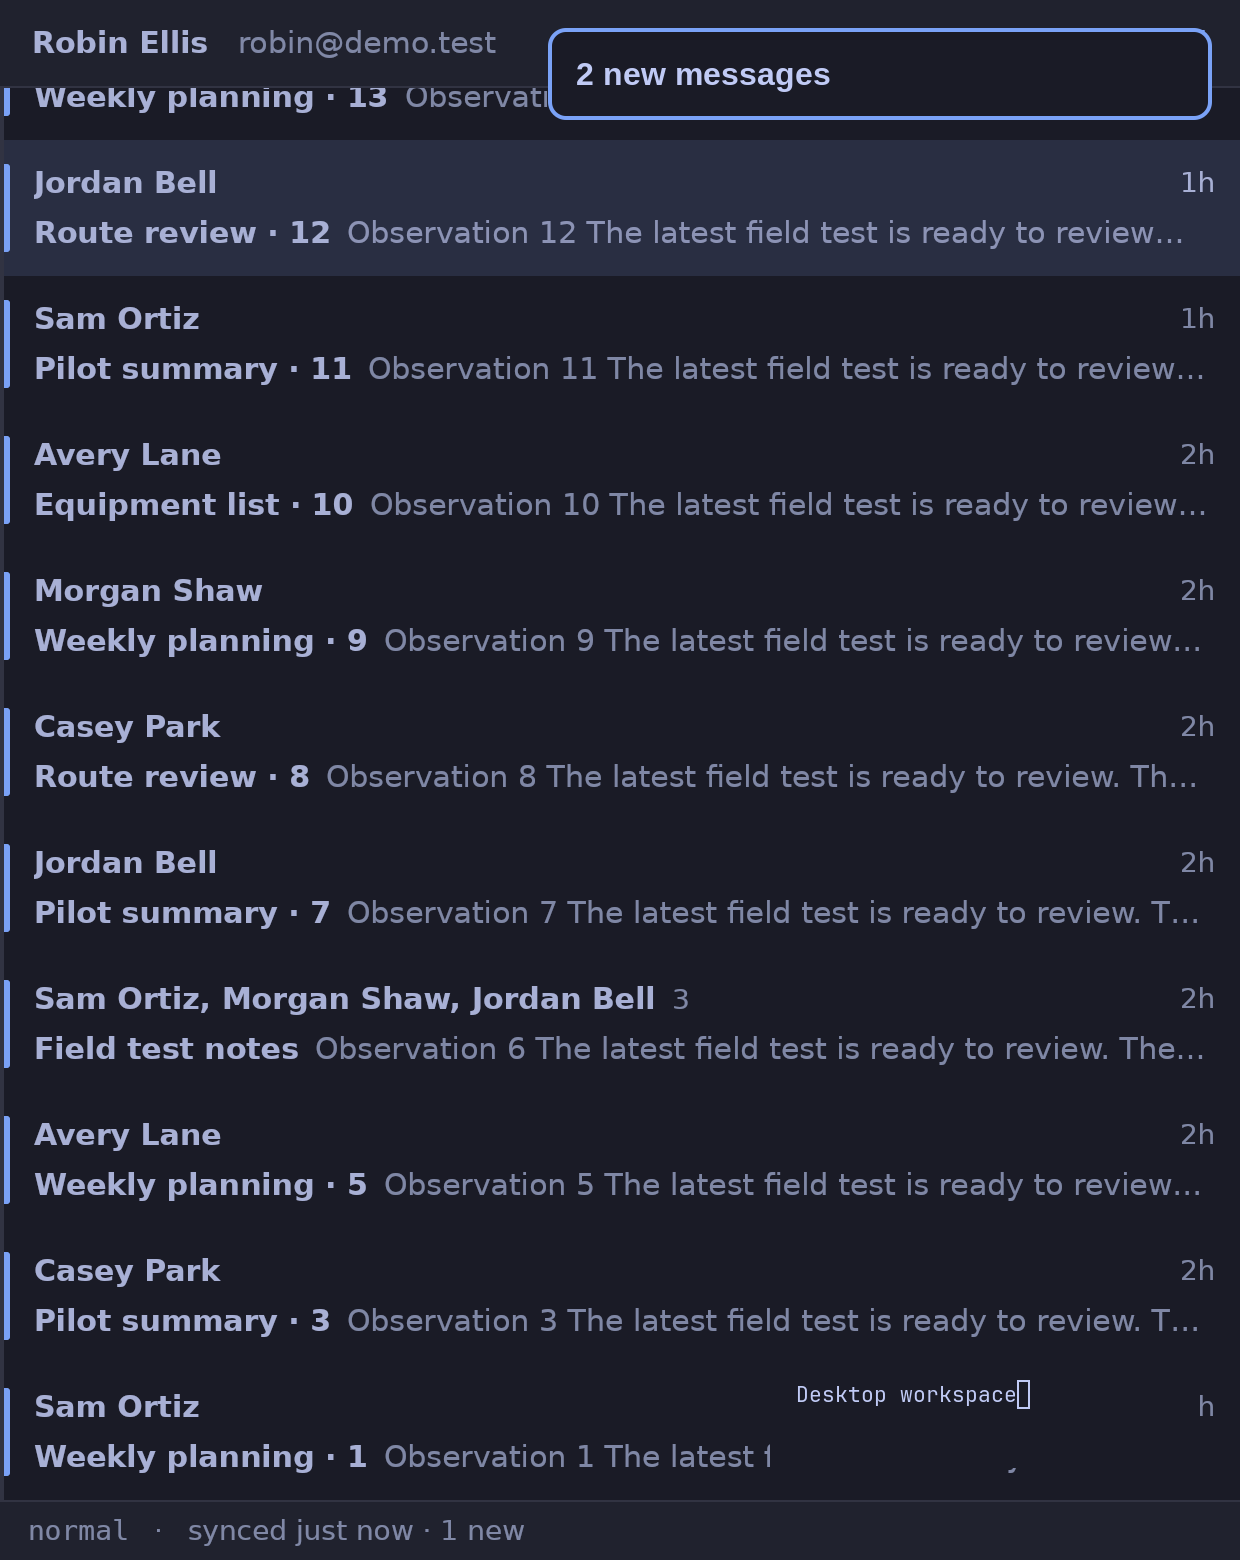 Robin Ellis robin@demo.test
2 new messages
Weekly planning · 13
Jordan Bell 1h
Route review · 12 Observation 12 The latest field test is ready to review…
Sam Ortiz 1h
Pilot summary · 11 Observation 11 The latest field test is ready to review…
Avery Lane 2h
Equipment list · 10 Observation 10 The latest field test is ready to review…
Morgan Shaw 2h
Weekly planning · 9 Observation 9 The latest field test is ready to review…
Casey Park 2h
Route review · 8 Observation 8 The latest field test is ready to review. Th…
Jordan Bell 2h
Pilot summary · 7 Observation 7 The latest field test is ready to review. T…
Sam Ortiz, Morgan Shaw, Jordan Bell 3 2h
Field test notes Observation 6 The latest field test is ready to review. The…
Avery Lane 2h
Weekly planning · 5 Observation 5 The latest field test is ready to review…
Casey Park 2h
Pilot summary · 3 Observation 3 The latest field test is ready to review. T…
Desktop workspace
Sam Ortiz h
Weekly planning · 1 Observation 1 The latest
normal · synced just now · 1 new